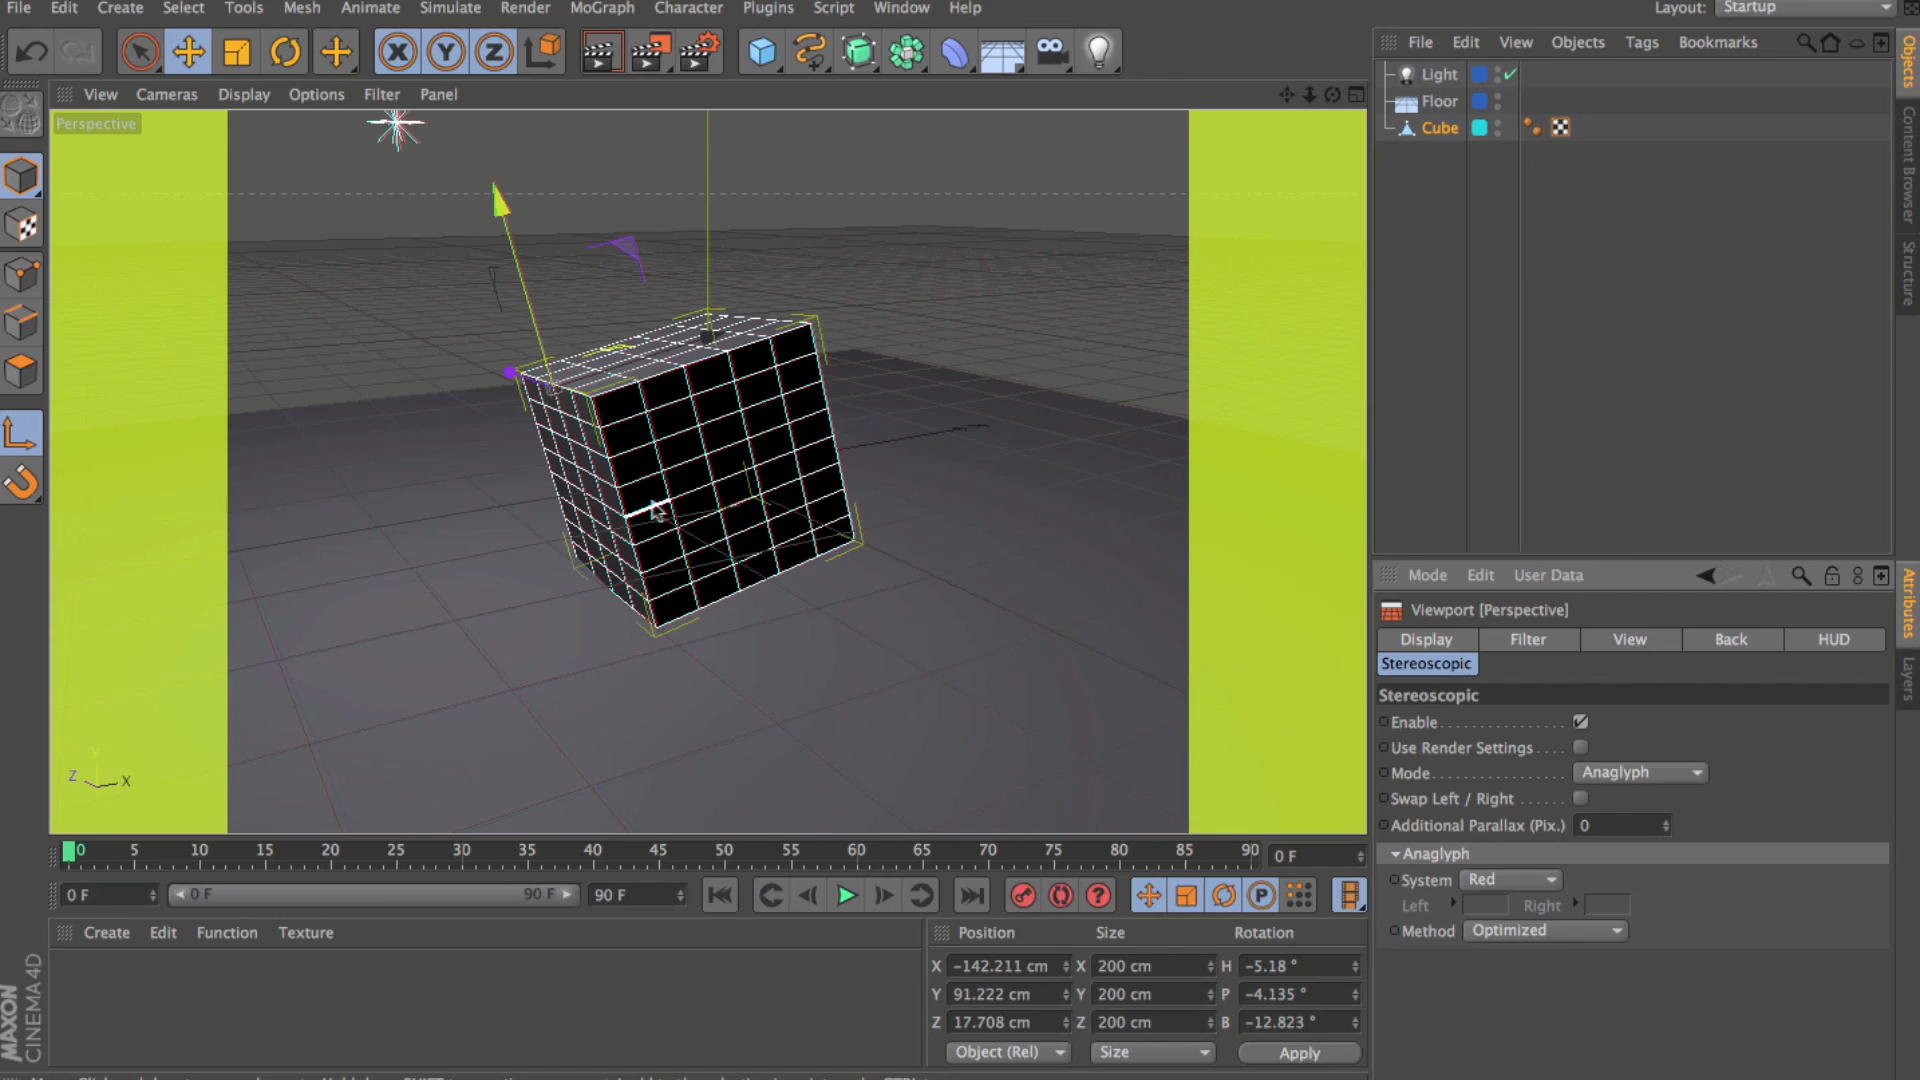 File Edit Create Select Tools Mesh Animate Simulate Render MoGraph Character Plugins Script Window Help Layout: Startup
X Y Z
File Edit View Objects Tags Bookmarks
Objects
Content Browser
Structure
Light
Floor
Cube
View Cameras Display Options Filter Panel
Perspective
Y
Z X
Mode Edit User Data
Attributes
Layers
Viewport [Perspective]
Display Filter View Back HUD
Stereoscopic
Stereoscopic
Enable
Use Render Settings
Mode Anaglyph
Swap Left / Right
Additional Parallax (Pix.) 0
Anaglyph
System Red
Left Right
Method Optimized
0 5 10 15 20 25 30 35 40 45 50 55 60 65 70 75 80 85 90 0 F
0 F 0 F 90 F 90 F ? P
Create Edit Function Texture
Position Size Rotation
X -142.211 cm X 200 cm H -5.18 °
Y 91.222 cm Y 200 cm P -4.135 °
Z 17.708 cm Z 200 cm B -12.823 °
Object (Rel) Size Apply
MAXON
CINEMA 4D